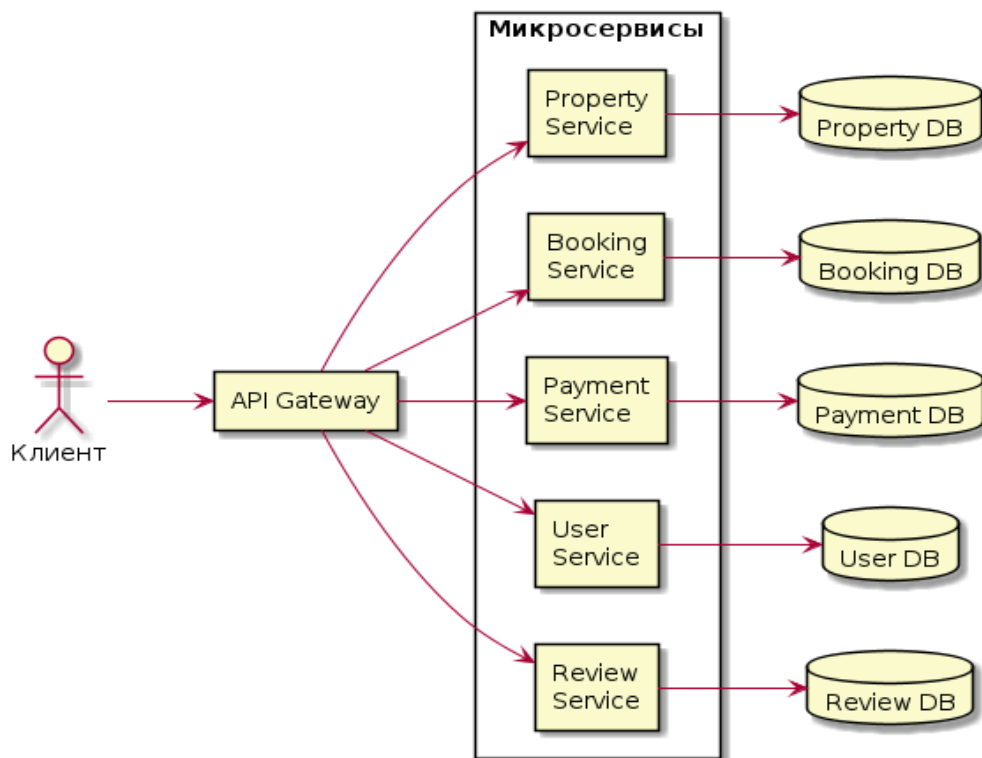 Микросервисы
Property
Service
Property DB
Booking
Service
Booking DB
Клиент
API Gateway
Payment
Service
Payment DB
User
Service
User DB
Review
Service
Review DB